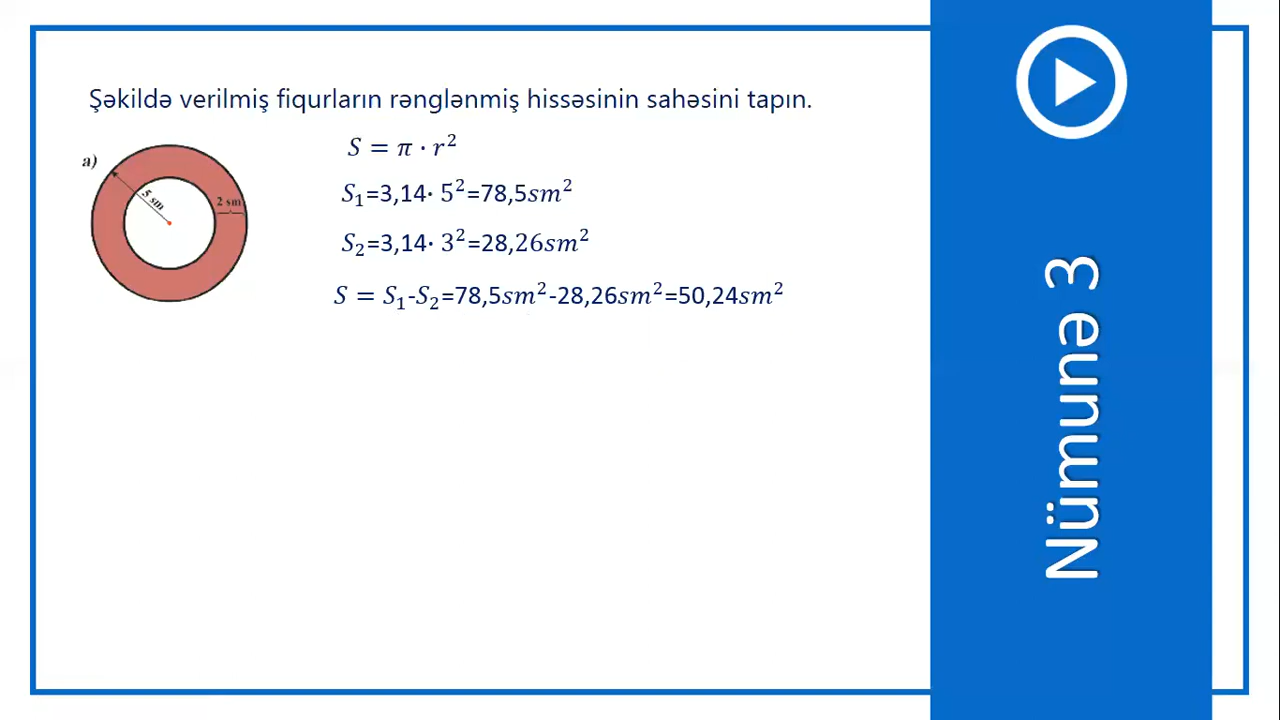 Şəkildə verilmiş fiqurların rənglənmiş hissəsinin sahəsini tapın.
a)
5 sm
2 sm
S = π · r²
S₁=3,14· 5²=78,5sm²
S₂=3,14· 3²=28,26sm²
S = S₁-S₂=78,5sm²-28,26sm²=50,24sm²
Nümunə 3